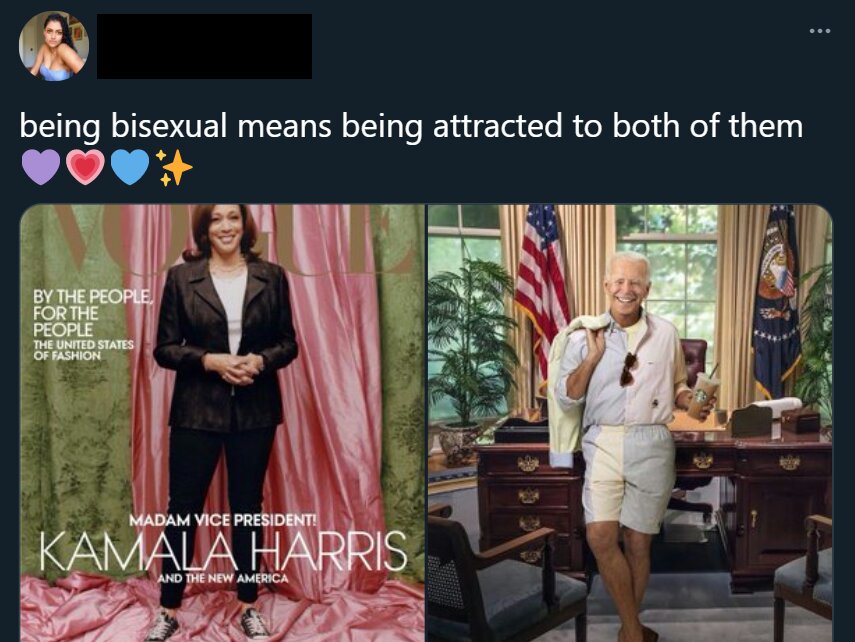 being bisexual means being attracted to both of them
VOGUE
BY THE PEOPLE,
FOR THE
PEOPLE
THE UNITED STATES
OF FASHION
MADAM VICE PRESIDENT!
KAMALA HARRIS
AND THE NEW AMERICA